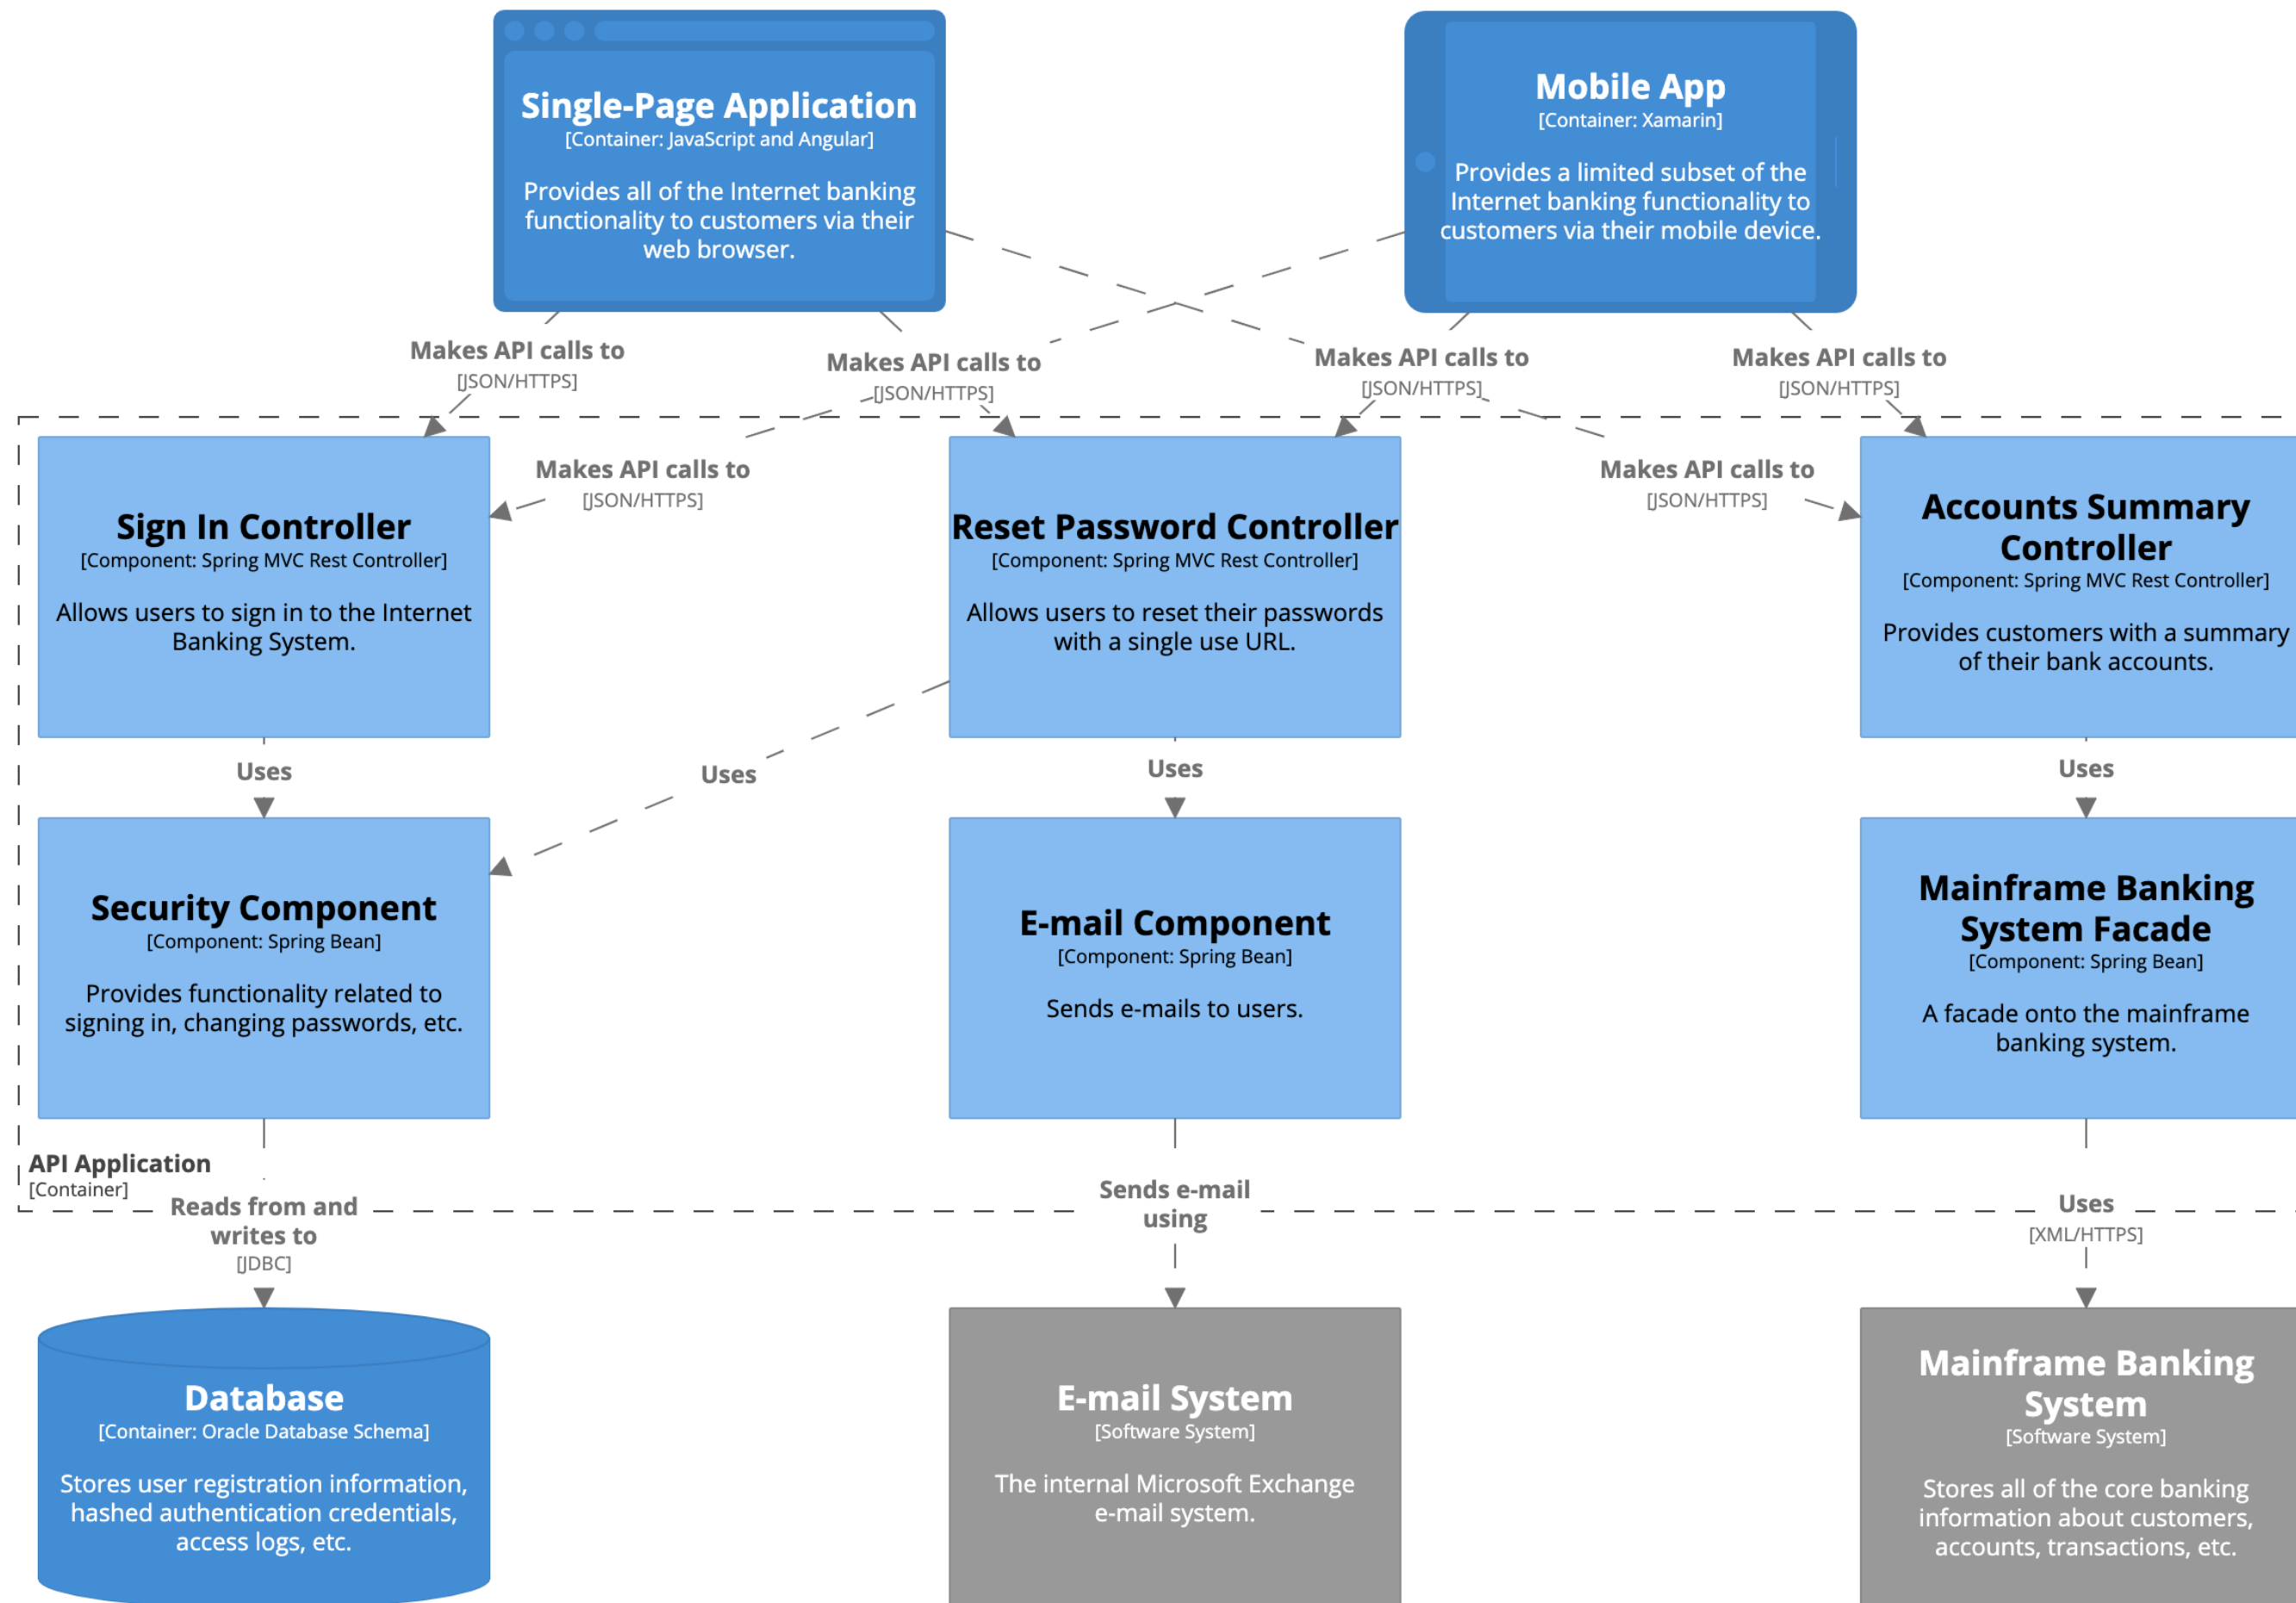 Single-Page Application
[Container: JavaScript and Angular]
Provides all of the Internet banking
functionality to customers via their
web browser.
Mobile App
[Container: Xamarin]
Provides a limited subset of the
Internet banking functionality to
customers via their mobile device.
Makes API calls to
[JSON/HTTPS]
Makes API calls to
[JSON/HTTPS]
Makes API calls to
[JSON/HTTPS]
Makes API calls to
[JSON/HTTPS]
Makes API calls to
[JSON/HTTPS]
Makes API calls to
[JSON/HTTPS]
Sign In Controller
[Component: Spring MVC Rest Controller]
Allows users to sign in to the Internet
Banking System.
Reset Password Controller
[Component: Spring MVC Rest Controller]
Allows users to reset their passwords
with a single use URL.
Accounts Summary
Controller
[Component: Spring MVC Rest Controller]
Provides customers with a summary
of their bank accounts.
Uses
Uses
Uses
Uses
Security Component
[Component: Spring Bean]
Provides functionality related to
signing in, changing passwords, etc.
E-mail Component
[Component: Spring Bean]
Sends e-mails to users.
Mainframe Banking
System Facade
[Component: Spring Bean]
A facade onto the mainframe
banking system.
API Application
[Container]
Reads from and
writes to
[JDBC]
Sends e-mail
using
Uses
[XML/HTTPS]
Database
[Container: Oracle Database Schema]
Stores user registration information,
hashed authentication credentials,
access logs, etc.
E-mail System
[Software System]
The internal Microsoft Exchange
e-mail system.
Mainframe Banking
System
[Software System]
Stores all of the core banking
information about customers,
accounts, transactions, etc.